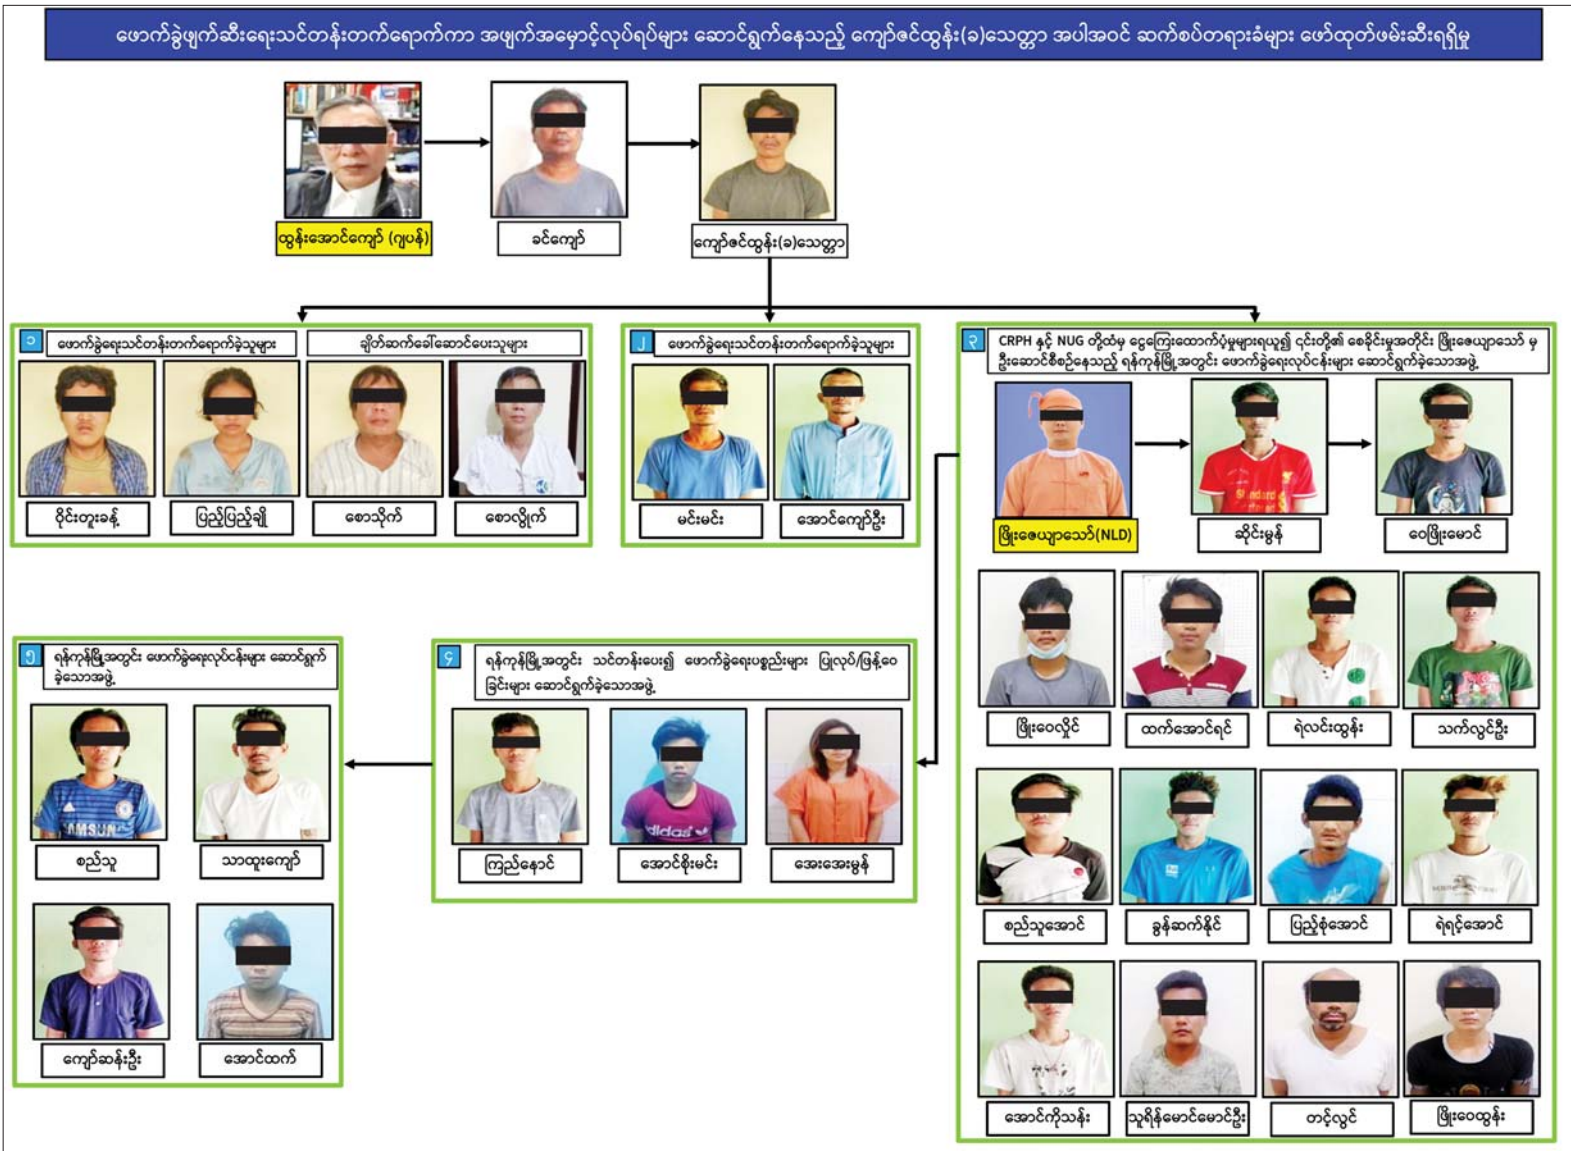 ဖောက်ခွဲဖျက်ဆီးရေးသင်တန်းတက်ရောက်ကာ အဖျက်အမှောင့်လုပ်ရပ်များ ဆောင်ရွက်နေသည့် ကျော်ဇင်ထွန်း(ခ)သေတ္တာ အပါအဝင် ဆက်စပ်တရားခံများ ဖော်ထုတ်ဖမ်းဆီးရရှိမှု
ထွန်းအောင်ကျော် (ဂျပန်)
ခင်ကျော်
ကျော်ဇင်ထွန်း(ခ)သေတ္တာ
၁
ဖောက်ခွဲရေးသင်တန်းတက်ရောက်ခဲ့သူများ
ချိတ်ဆက်ခေါ်ဆောင်ပေးသူများ
ဝိုင်းတူးခန့်
ပြည့်ပြည့်ချို
စောသိုက်
စောလွိုက်
၂
ဖောက်ခွဲရေးသင်တန်းတက်ရောက်ခဲ့သူများ
မင်းမင်း
အောင်ကျော်ဦး
၃
CRPH နှင့် NUG တို့ထံမှ ငွေကြေးထောက်ပံ့မှုများရယူ၍ ၎င်းတို့၏ စေခိုင်းမှုအတိုင်း ဖြိုးဇေယျာသော် မှ
ဦးဆောင်စီစဉ်နေသည့် ရန်ကုန်မြို့အတွင်း ဖောက်ခွဲရေးလုပ်ငန်းများ ဆောင်ရွက်ခဲ့သောအဖွဲ့
ဖြိုးဇေယျာသော်(NLD)
ဆိုင်းမွန်
ဝေဖြိုးမောင်
ဖြိုးဝေလှိုင်
ထက်အောင်ရင်
ရဲလင်းထွန်း
သက်လွင်ဦး
စည်သူအောင်
ခွန်ဆက်နိုင်
ပြည့်စုံအောင်
ရဲရင့်အောင်
အောင်ကိုသန်း
သူရိန်မောင်မောင်ဦး
တင့်လွင်
ဖြိုးဝေထွန်း
၄
ရန်ကုန်မြို့အတွင်း သင်တန်းပေး၍ ဖောက်ခွဲရေးပစ္စည်းများ ပြုလုပ်/ဖြန့်ဝေ
ခြင်းများ ဆောင်ရွက်ခဲ့သောအဖွဲ့
ကြည်နောင်
အောင်စိုးမင်း
အေးအေးမွန်
adidas
၅
ရန်ကုန်မြို့အတွင်း ဖောက်ခွဲရေးလုပ်ငန်းများ ဆောင်ရွက်
ခဲ့သောအဖွဲ့
SAMSUN
စည်သူ
သာထူးကျော်
ကျော်ဆန်းဦး
အောင်ထက်